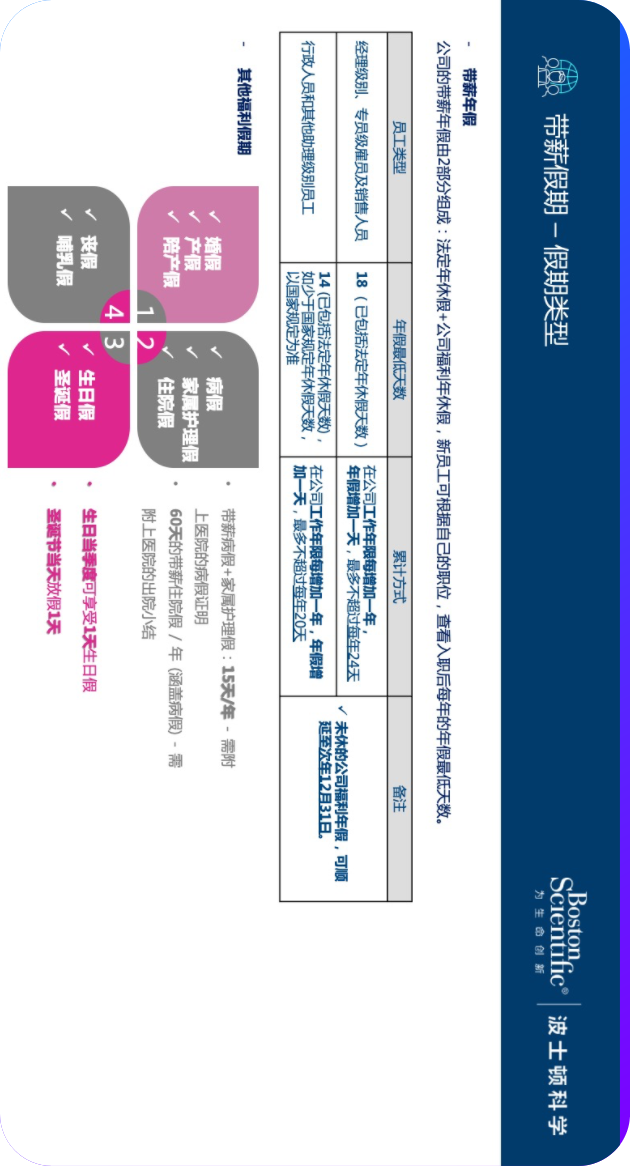 带薪假期 – 假期类型
Boston
Scientific®
为生命创新
波士顿科学
- 带薪年假
公司的带薪年假由2部分组成：法定年休假+公司福利年休假，新员工可根据自己的职位，查看入职后每年的年假最低天数。
员工类型
年假最低天数
累计方式
备注
经理级别、专员级雇员及销售人员
18 （ 已包括法定年休假天数 ）
在公司工作年限每增加一年，
年假增加一天，最多不超过每年24天
✓ 未休的公司福利年假，可顺
延至次年12月31日。
行政人员和其他助理级别员工
14 (已包括法定年休假天数)，
如少于国家规定年休假天数，
以国家规定为准
在公司工作年限每增加一年，年假增
加一天，最多不超过每年20天
- 其他福利假期
✓ 婚假
✓ 产假
✓ 陪产假
1
✓ 病假
✓ 家属护理假
✓ 住院假
2
• 带薪病假+家属护理假：15天/年 - 需附
上医院的病假证明
• 60天的带薪住院假 / 年 (涵盖病假) - 需
附上医院的出院小结
✓ 丧假
✓ 哺乳假
4
✓ 生日假
✓ 圣诞假
3
• 生日当季度可享受1天生日假
• 圣诞节当天放假1天